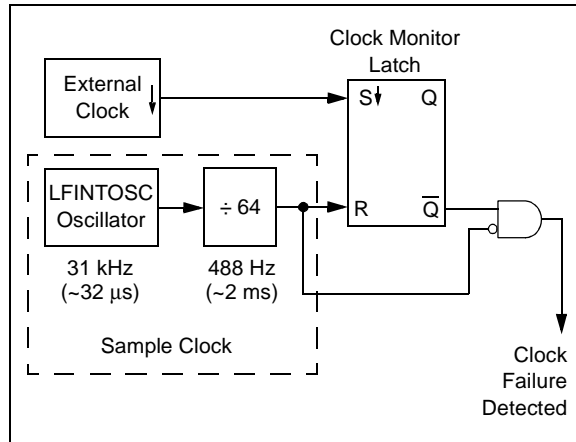 Clock Monitor
Latch
External
Clock
S
Q
LFINTOSC
Oscillator
÷ 64
R
Q̅
31 kHz
(~32 μs)
488 Hz
(~2 ms)
Sample Clock
Clock
Failure
Detected